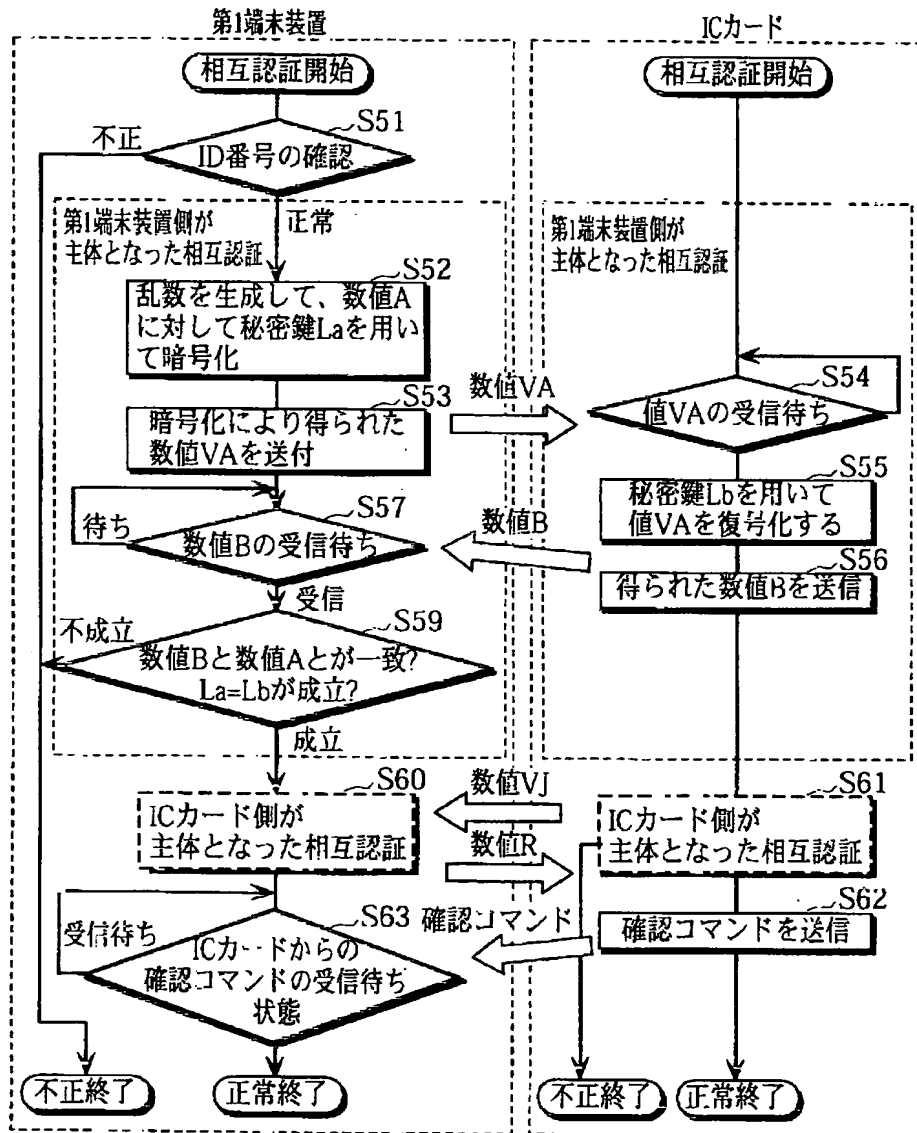 第1端末装置
ICカード
相互認証開始
相互認証開始
S51
不正
ID番号の確認
正常
第1端末装置側が
主体となった相互認証
第1端末装置側が
主体となった相互認証
S52
乱数を生成して、数値A
に対して秘密鍵Laを用い
て暗号化
S53
暗号化により得られた
数値VAを送付
数値VA
S54
値VAの受信待ち
S55
秘密鍵Lbを用いて
値VAを復号化する
S56
得られた数値Bを送信
数値B
S57
待ち
数値Bの受信待ち
受信
S59
不成立
数値Bと数値Aとが一致?
La=Lbが成立?
成立
S60
ICカード側が
主体となった相互認証
数値VJ
数値R
S61
ICカード側が
主体となった相互認証
S62
確認コマンドを送信
確認コマンド
S63
受信待ち
ICカードからの
確認コマンドの受信待ち
状態
不正終了
正常終了
不正終了
正常終了